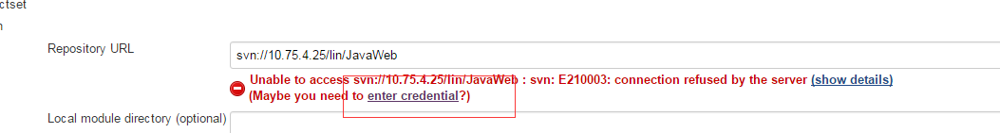 ctset
n
Repository URL
svn://10.75.4.25/lin/JavaWeb
Unable to access svn://10.75.4.25/lin/JavaWeb : svn: E210003: connection refused by the server (show details)
(Maybe you need to enter credential?)
Local module directory (optional)